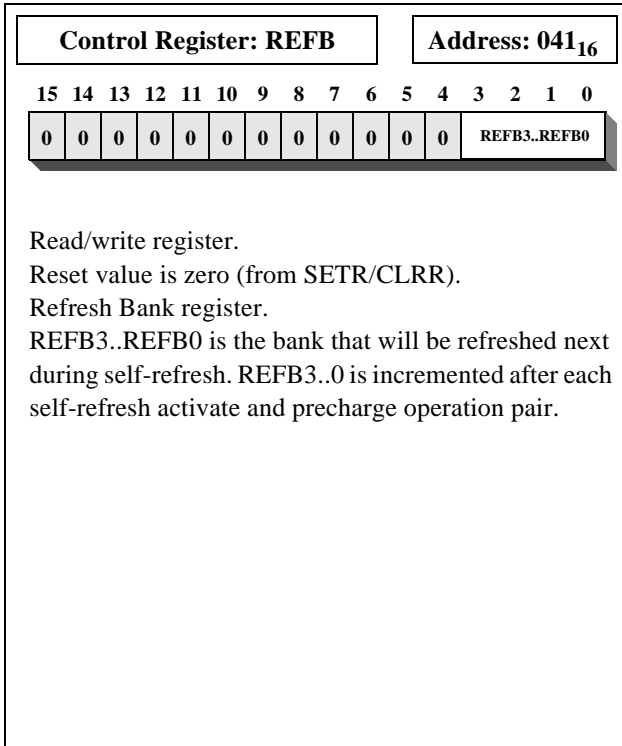 Control Register: REFB
Address: 041₁₆
15 14 13 12 11 10 9 8 7 6 5 4 3 2 1 0
0 0 0 0 0 0 0 0 0 0 0 0 REFB3..REFB0
Read/write register.
Reset value is zero (from SETR/CLRR).
Refresh Bank register.
REFB3..REFB0 is the bank that will be refreshed next
during self-refresh. REFB3..0 is incremented after each
self-refresh activate and precharge operation pair.